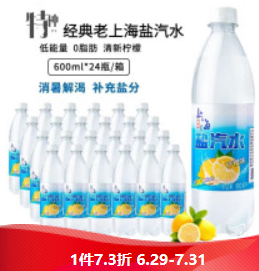 特种 经典老上海盐汽水
低能量 0脂肪 清新柠檬
600ml*24瓶/箱
消暑解渴 补充盐分
上海
盐汽水
1件7.3折 6.29-7.31